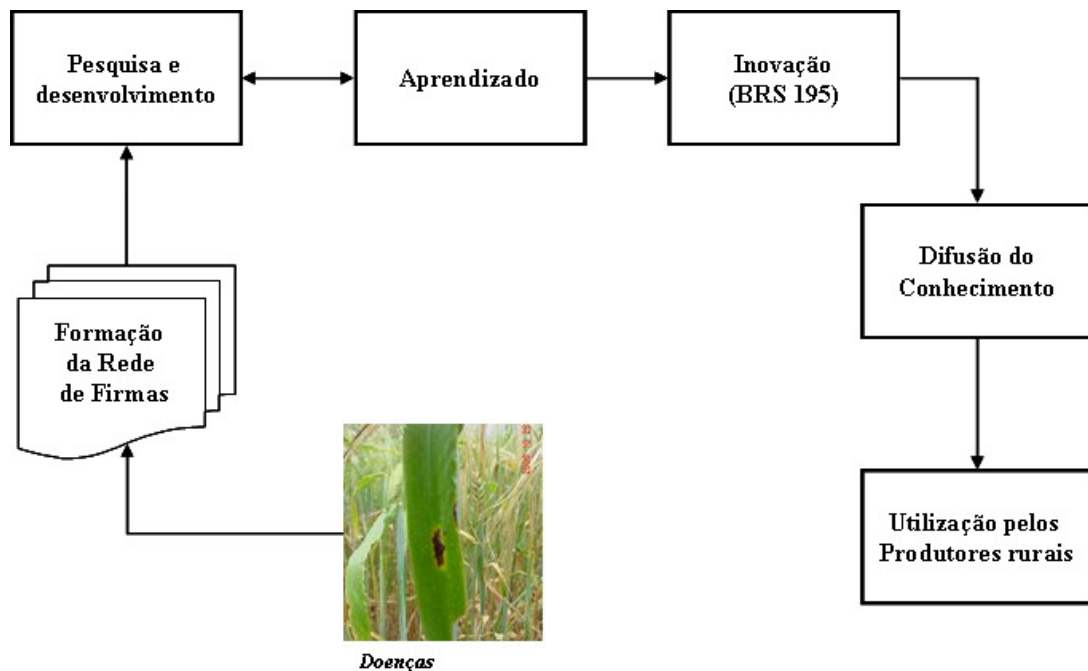 Pesquisa e
desenvolvimento
Aprendizado
Inovação
(BRS 195)
Difusão do
Conhecimento
Formação
da Rede
de Firmas
Utilização pelos
Produtores rurais
Doenças